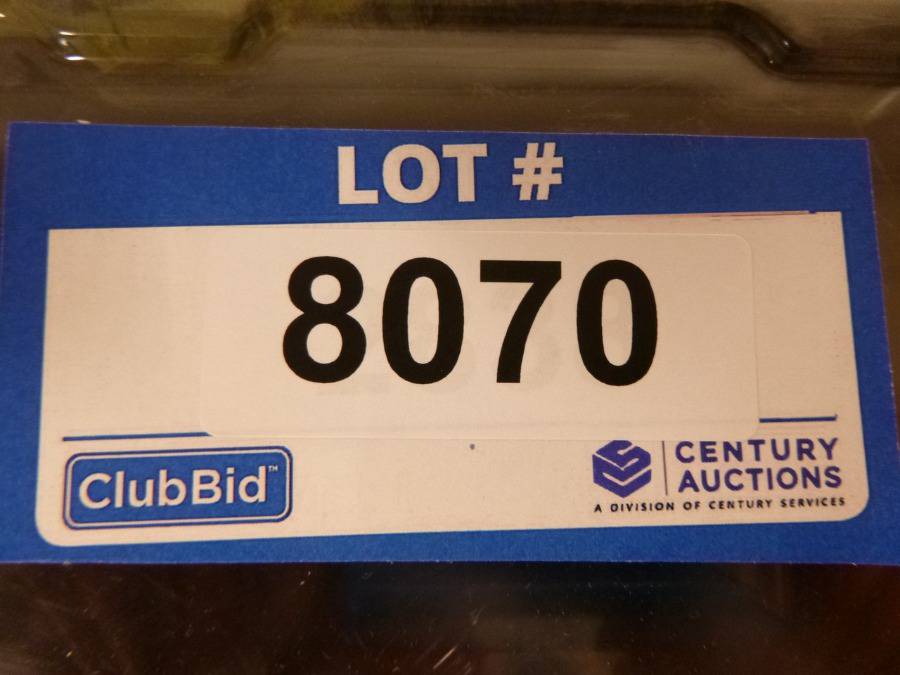 LOT #
8070
ClubBid™
CENTURY
AUCTIONS
A DIVISION OF CENTURY SERVICES